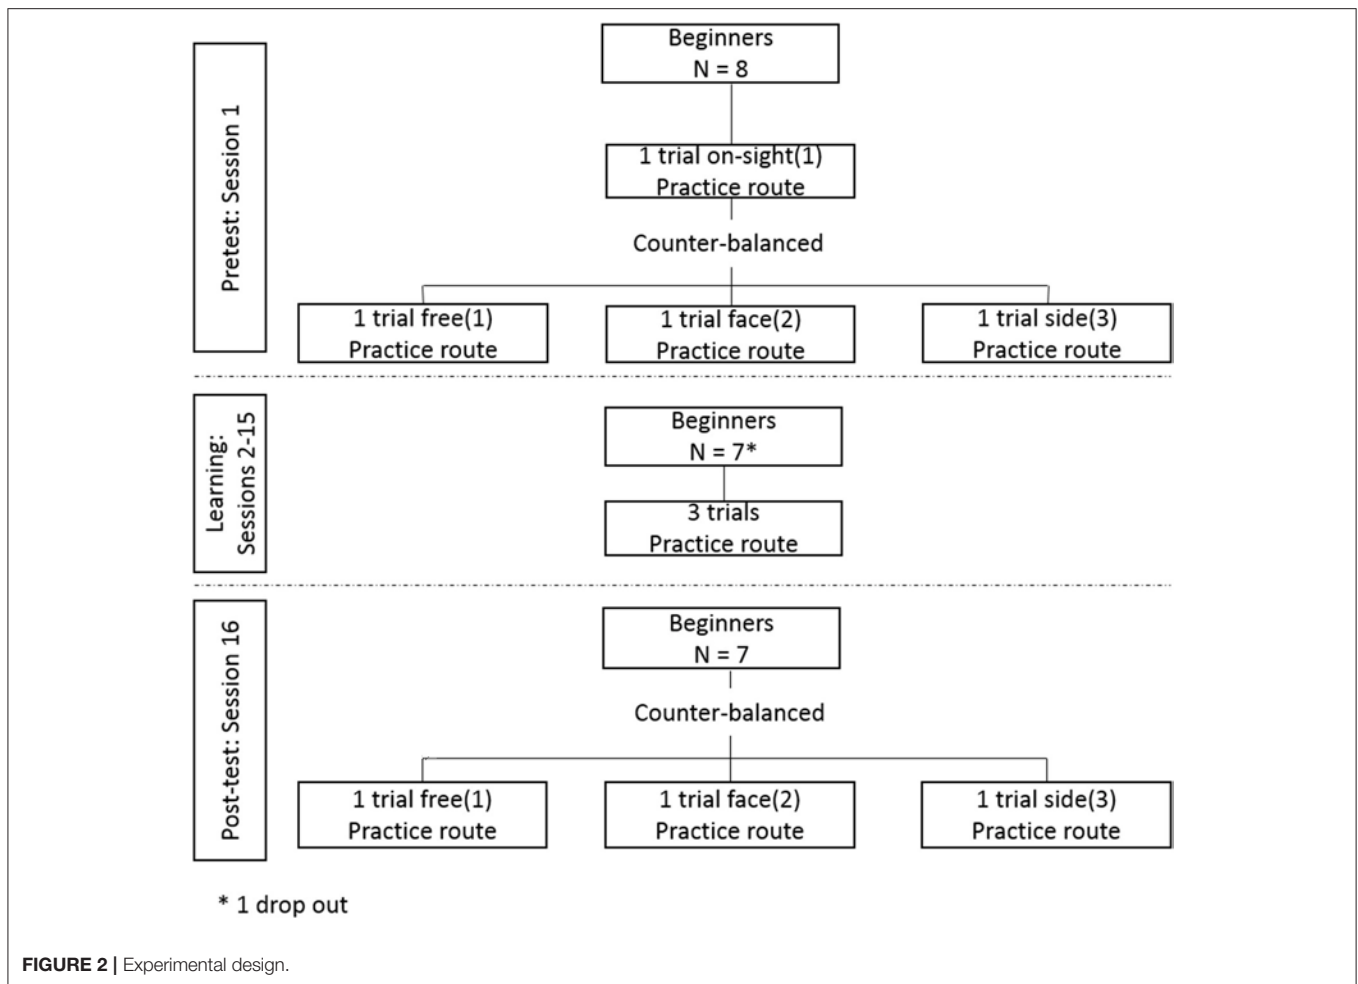 Pretest: Session 1
Beginners
N = 8
1 trial on-sight(1)
Practice route
Counter-balanced
1 trial free(1)
Practice route
1 trial face(2)
Practice route
1 trial side(3)
Practice route
Learning:
Sessions 2-15
Beginners
N = 7*
3 trials
Practice route
Post-test: Session 16
Beginners
N = 7
Counter-balanced
1 trial free(1)
Practice route
1 trial face(2)
Practice route
1 trial side(3)
Practice route
* 1 drop out
FIGURE 2 | Experimental design.